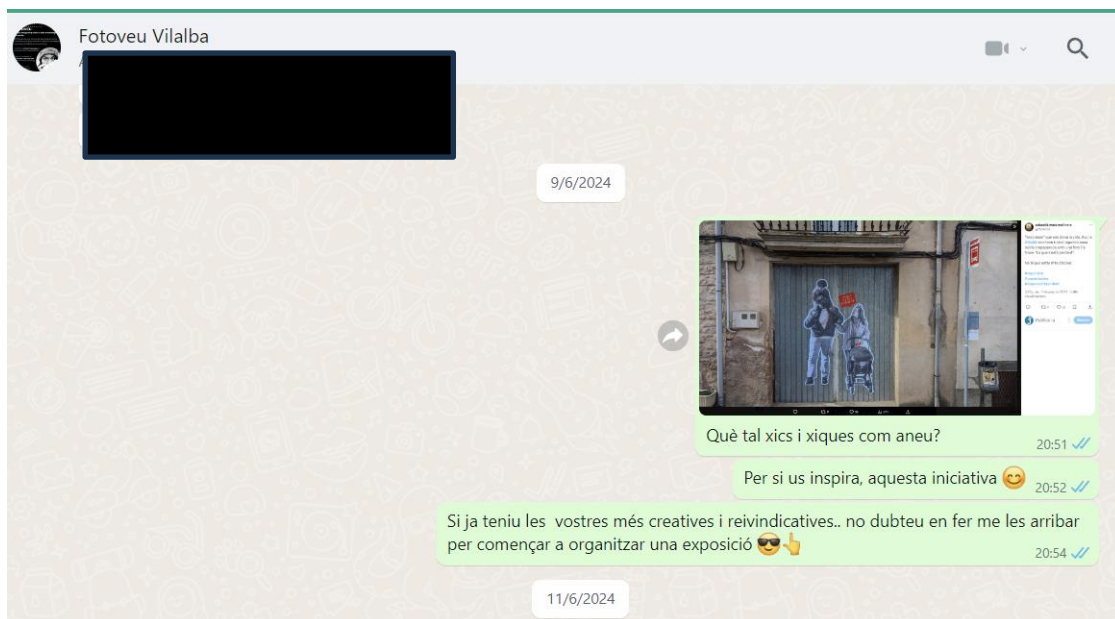 Fotoveu Vilalba
9/6/2024
Què tal xics i xiques com aneu?
20:51
Per si us inspira, aquesta iniciativa 😊
20:52
Si ja teniu les vostres més creatives i reivindicatives.. no dubteu en fer me les arribar
per començar a organitzar una exposició 😎👆
20:54
11/6/2024